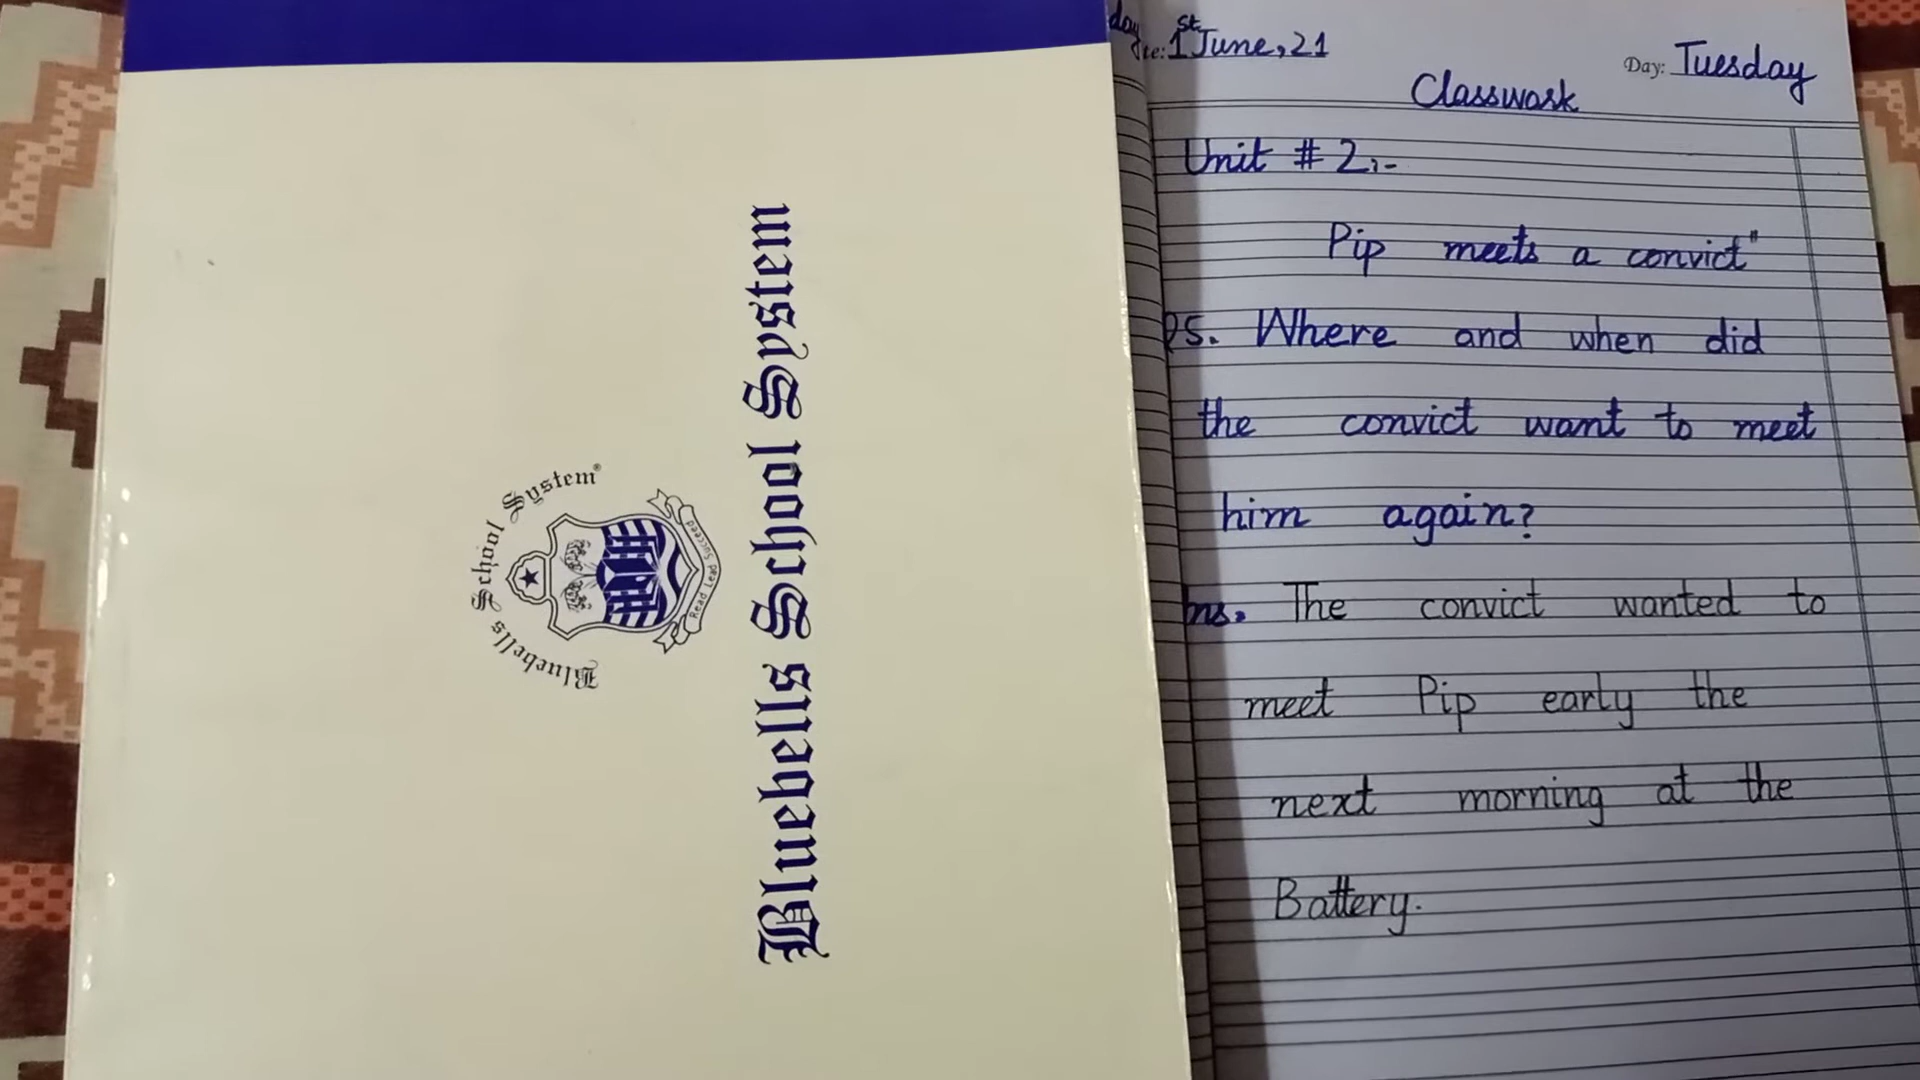 Bluebells School System
Bluebells School System®
Read Lead Succeed
1st June, 21
Day: Tuesday
Classwork
Unit # 2:-
Pip meets a convict"
5. Where and when did
the convict want to meet
him again?
ns. The convict wanted to
meet Pip early the
next morning at the
Battery.